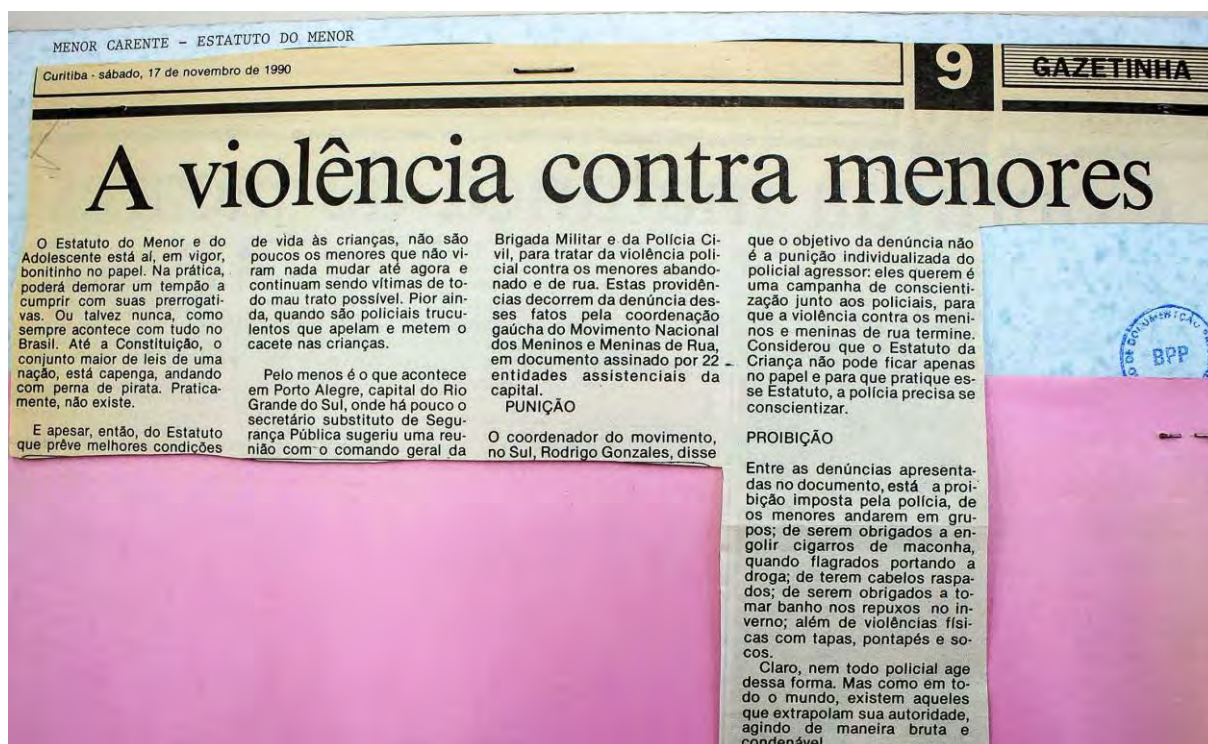 MENOR CARENTE - ESTATUTO DO MENOR
Curitiba - sábado, 17 de novembro de 1990
9
GAZETINHA
A violência contra menores
O Estatuto do Menor e do
Adolescente está aí, em vigor,
bonitinho no papel. Na prática,
poderá demorar um tempão a
cumprir com suas prerrogati-
vas. Ou talvez nunca, como
sempre acontece com tudo no
Brasil. Até a Constituição, o
conjunto maior de leis de uma
nação, está capenga, andando
com perna de pirata. Pratica-
mente, não existe.
E apesar, então, do Estatuto
que prêve melhores condições
de vida às crianças, não são
poucos os menores que não vi-
ram nada mudar até agora e
continuam sendo vítimas de to-
do mau trato possível. Pior ain-
da, quando são policiais trucu-
lentos que apelam e metem o
cacete nas crianças.
Pelo menos é o que acontece
em Porto Alegre, capital do Rio
Grande do Sul, onde há pouco o
secretário substituto de Segu-
rança Pública sugeriu uma reu-
nião com o comando geral da
Brigada Militar e da Polícia Ci-
vil, para tratar da violência poli-
cial contra os menores abando-
nado e de rua. Estas providên-
cias decorrem da denúncia des-
ses fatos pela coordenação
gaúcha do Movimento Nacional
dos Meninos e Meninas de Rua,
em documento assinado por 22
entidades assistenciais da
capital.
PUNIÇÃO
O coordenador do movimento,
no Sul, Rodrigo Gonzales, disse
que o objetivo da denúncia não
é a punição individualizada do
policial agressor: eles querem é
uma campanha de conscienti-
zação junto aos policiais, para
que a violência contra os meni-
nos e meninas de rua termine.
Considerou que o Estatuto da
Criança não pode ficar apenas
no papel e para que pratique es-
se Estatuto, a polícia precisa se
conscientizar.
PROIBIÇÃO
Entre as denúncias apresenta-
das no documento, está a proi-
bição imposta pela polícia, de
os menores andarem em gru-
pos; de serem obrigados a en-
golir cigarros de maconha,
quando flagrados portando a
droga; de terem cabelos raspa-
dos; de serem obrigados a to-
mar banho nos repuxos no in-
verno; além de violências físi-
cas com tapas, pontapés e so-
cos.
Claro, nem todo policial age
dessa forma. Mas como em to-
do o mundo, existem aqueles
que extrapolam sua autoridade,
agindo de maneira bruta e
condenável
DE DOCUMENTAÇÃO
BPP